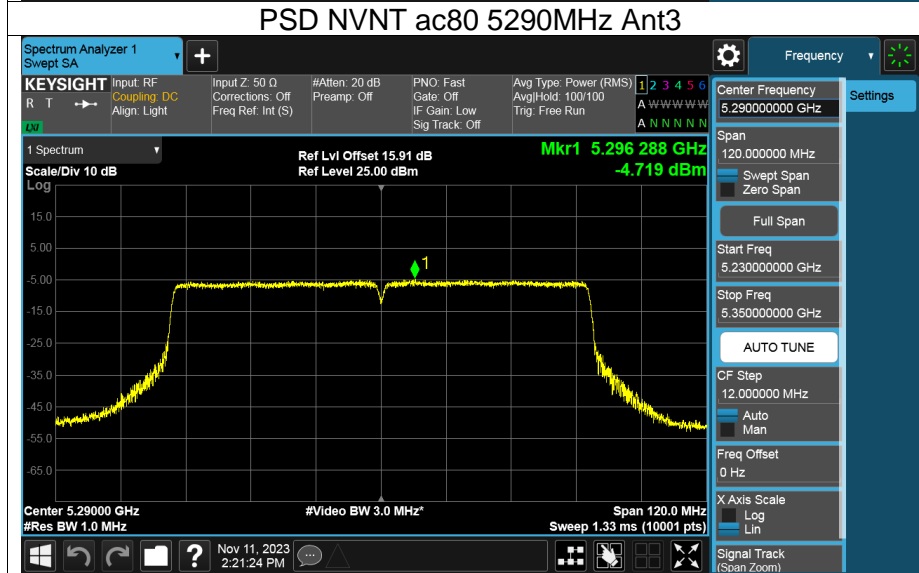 PSD NVNT ac80 5290MHz Ant3
Spectrum Analyzer 1
Swept SA
+
Frequency
KEYSIGHT
R T
LXI
Input: RF
Coupling: DC
Align: Light
Input Z: 50 Ω
Corrections: Off
Freq Ref: Int (S)
#Atten: 20 dB
Preamp: Off
PNO: Fast
Gate: Off
IF Gain: Low
Sig Track: Off
Avg Type: Power (RMS)
Avg|Hold: 100/100
Trig: Free Run
1 2 3 4 5 6
A W W W W W
A N N N N N
1 Spectrum
Scale/Div 10 dB
Log
Ref Lvl Offset 15.91 dB
Ref Level 25.00 dBm
Mkr1 5.296 288 GHz
-4.719 dBm
15.0
5.00
-5.00
-15.0
-25.0
-35.0
-45.0
-55.0
-65.0
1
Center 5.29000 GHz
#Res BW 1.0 MHz
#Video BW 3.0 MHz*
Span 120.0 MHz
Sweep 1.33 ms (10001 pts)
Center Frequency
5.290000000 GHz
Span
120.000000 MHz
Swept Span
Zero Span
Full Span
Start Freq
5.230000000 GHz
Stop Freq
5.350000000 GHz
AUTO TUNE
CF Step
12.000000 MHz
Auto
Man
Freq Offset
0 Hz
X Axis Scale
Log
Lin
Signal Track
(Span Zoom)
Settings
?
Nov 11, 2023
2:21:24 PM